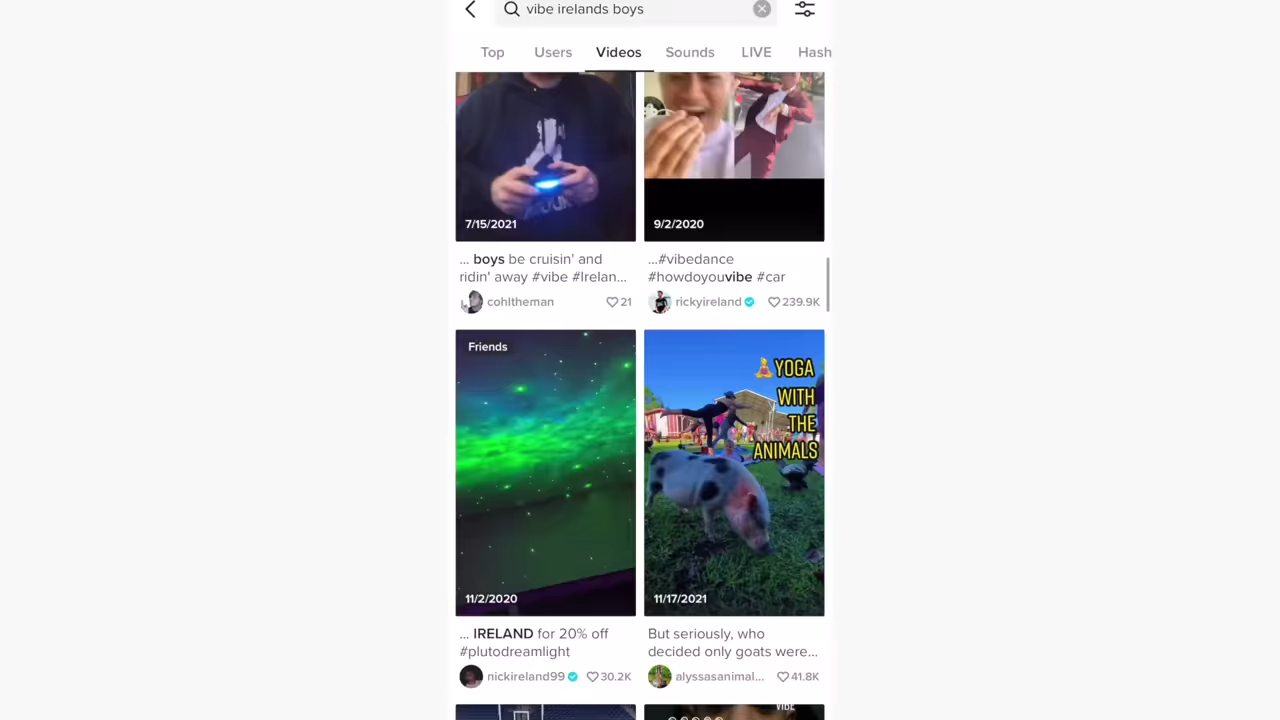 vibe irelands boys
Top Users Videos Sounds LIVE Hash
7/15/2021
9/2/2020
... boys be cruisin' and
ridin' away #vibe #Irelan...
cohltheman 21
...#vibedance
#howdoyouvibe #car
rickyireland 239.9K
Friends
11/2/2020
YOGA
WITH
THE
ANIMALS
11/17/2021
... IRELAND for 20% off
#plutodreamlight
nickireland99 30.2K
But seriously, who
decided only goats were...
alyssasanimal... 41.8K
VIBE